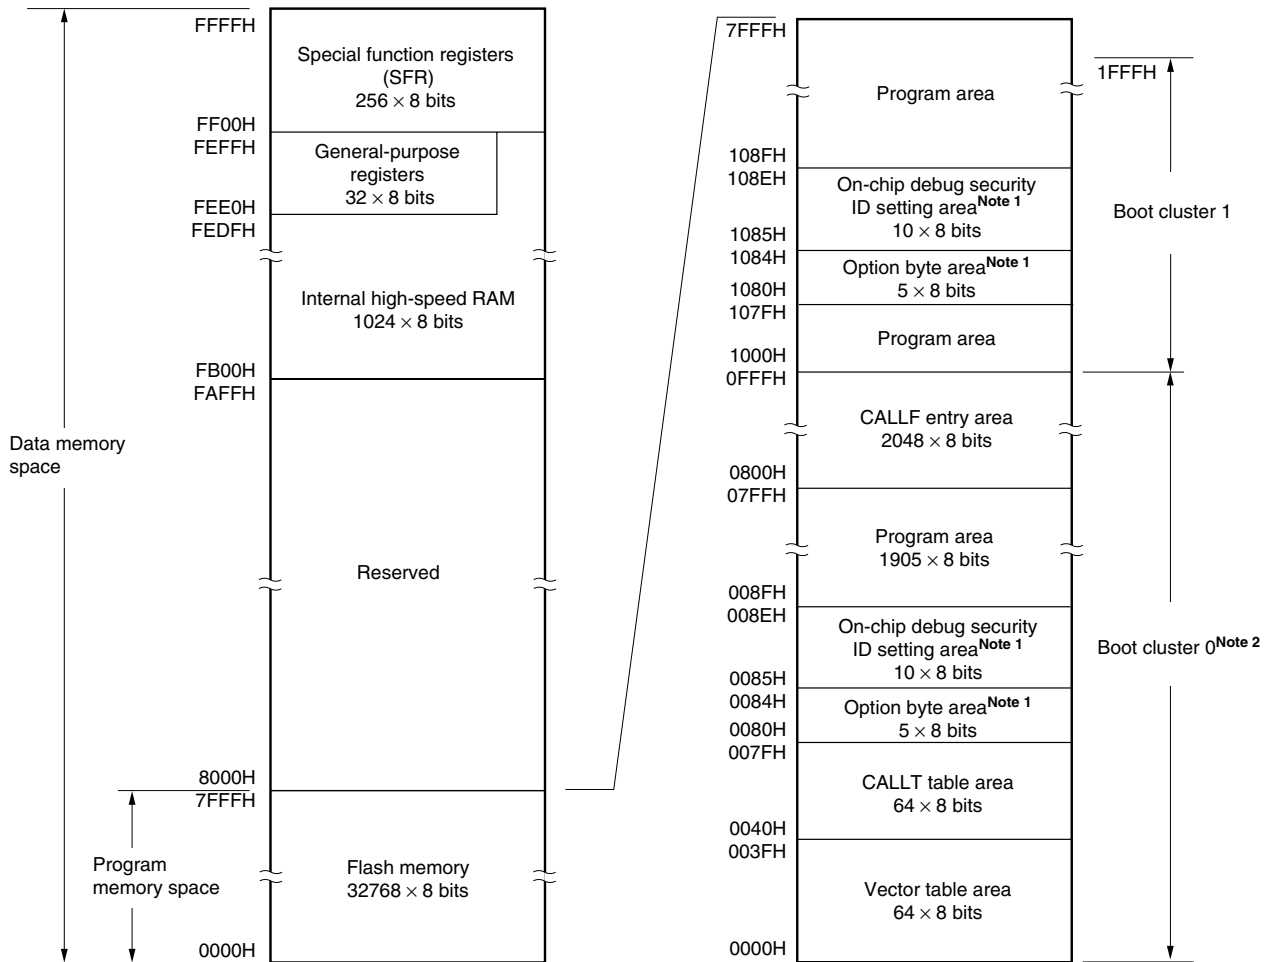 Data memory
space
Program
memory space
FFFFH
Special function registers
(SFR)
256 × 8 bits
FF00H
FEFFH
General-purpose
registers
32 × 8 bits
FEE0H
FEDFH
Internal high-speed RAM
1024 × 8 bits
FB00H
FAFFH
Reserved
8000H
7FFFH
Flash memory
32768 × 8 bits
0000H
7FFFH
Program area
108FH
108EH
On-chip debug security
ID setting area Note 1
10 × 8 bits
1085H
1084H
Option byte area Note 1
5 × 8 bits
1080H
107FH
Program area
1000H
0FFFH
CALLF entry area
2048 × 8 bits
0800H
07FFH
Program area
1905 × 8 bits
008FH
008EH
On-chip debug security
ID setting area Note 1
10 × 8 bits
0085H
0084H
Option byte area Note 1
5 × 8 bits
0080H
007FH
CALLT table area
64 × 8 bits
0040H
003FH
Vector table area
64 × 8 bits
0000H
1FFFH
Boot cluster 1
Boot cluster 0 Note 2